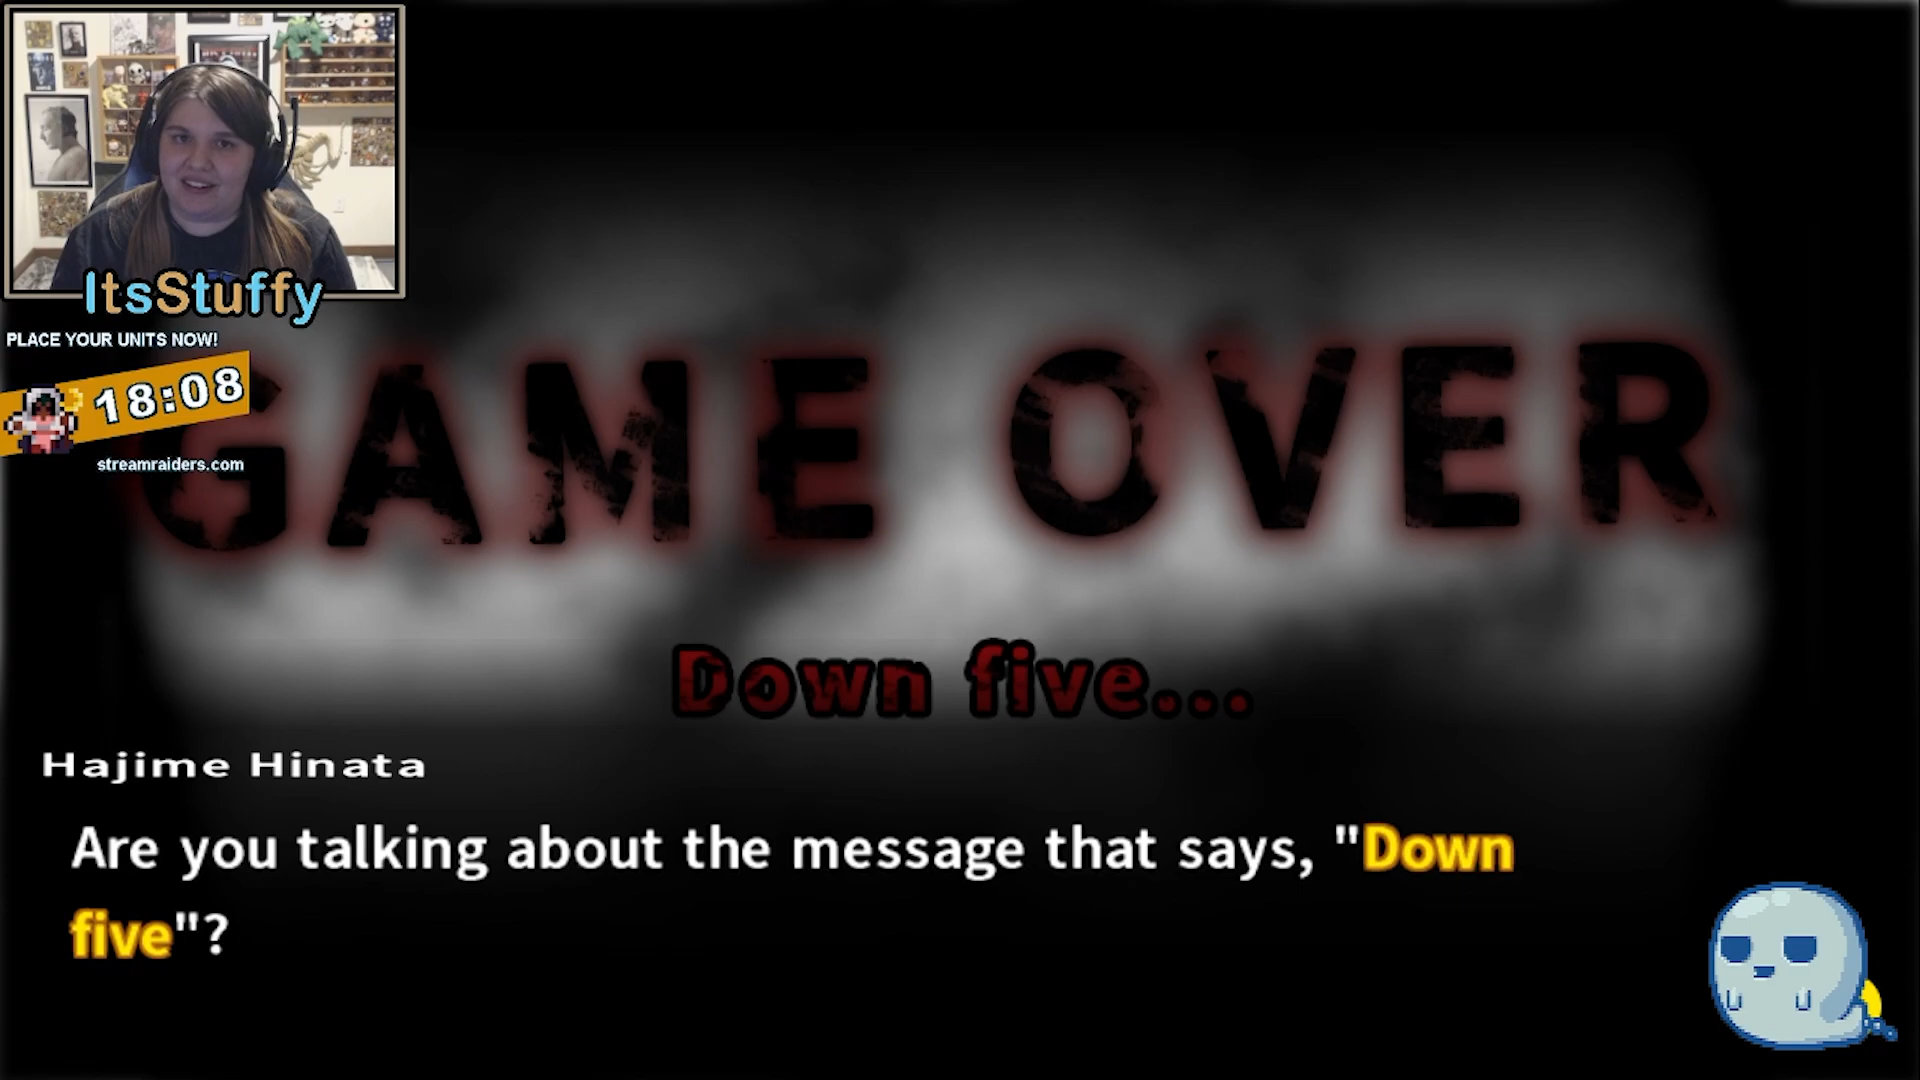 ItsStuffy
PLACE YOUR UNITS NOW!
18:08
streamraiders.com
GAME OVER
Down five...
Hajime Hinata
Are you talking about the message that says, "Down
five"?